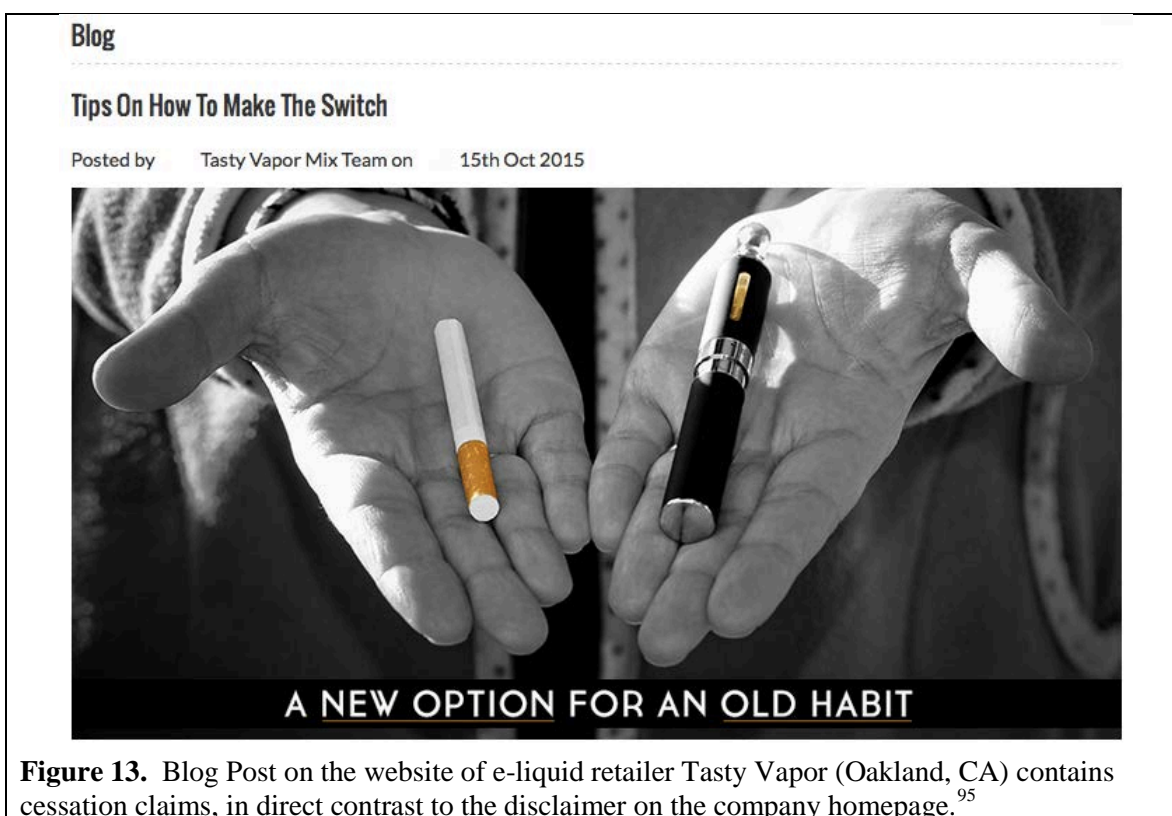 Blog
Tips On How To Make The Switch
Posted by Tasty Vapor Mix Team on 15th Oct 2015
A NEW OPTION FOR AN OLD HABIT
Figure 13. Blog Post on the website of e-liquid retailer Tasty Vapor (Oakland, CA) contains
cessation claims, in direct contrast to the disclaimer on the company homepage.95